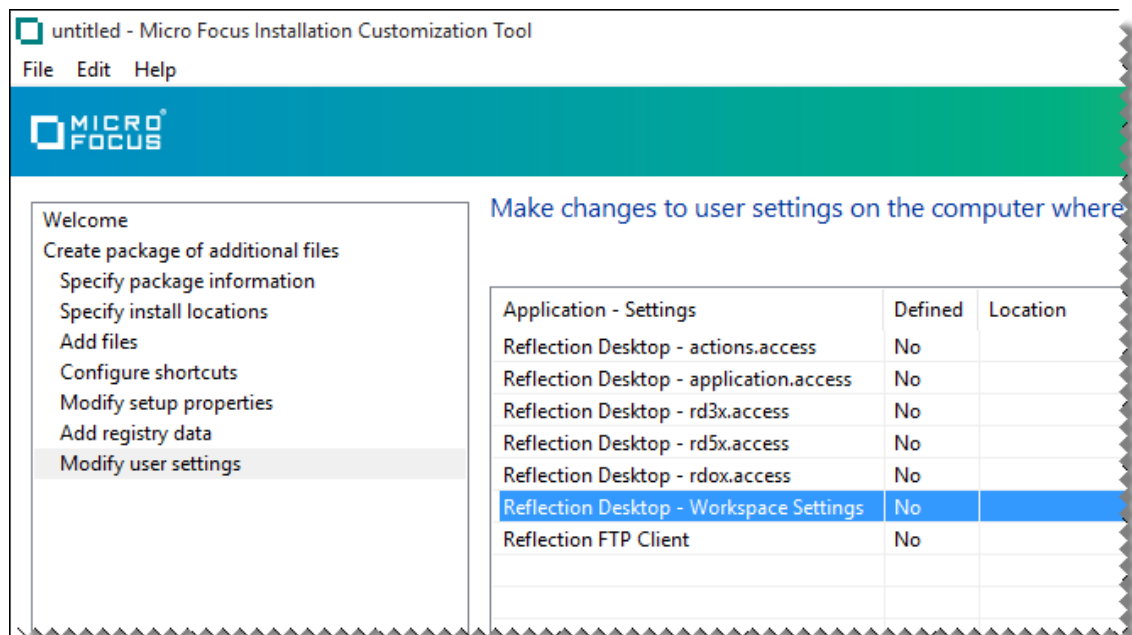 untitled - Micro Focus Installation Customization Tool
File Edit Help
MICRO
FOCUS
Welcome
Create package of additional files
Specify package information
Specify install locations
Add files
Configure shortcuts
Modify setup properties
Add registry data
Modify user settings
Make changes to user settings on the computer where
Application - Settings Defined Location
Reflection Desktop - actions.access No
Reflection Desktop - application.access No
Reflection Desktop - rd3x.access No
Reflection Desktop - rd5x.access No
Reflection Desktop - rdox.access No
Reflection Desktop - Workspace Settings No
Reflection FTP Client No